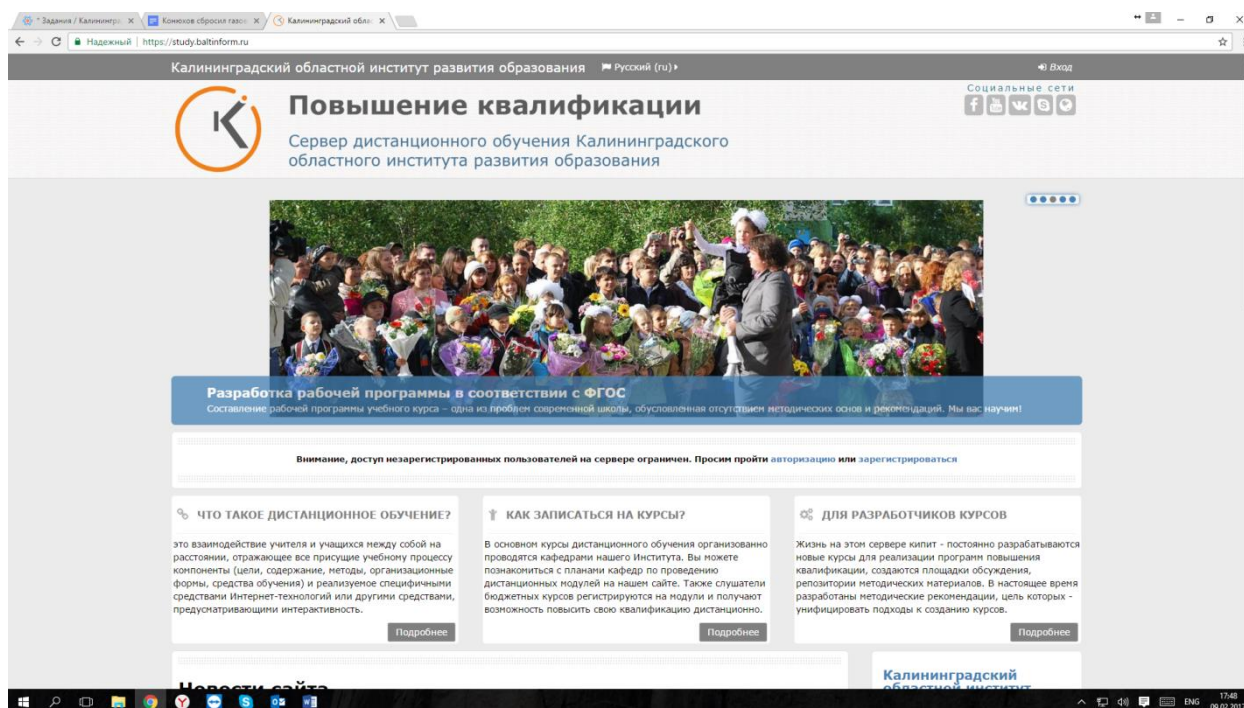 * Задания / Калинингра
Конюхов сбросил газов
Калининградский облас
Надежный | https://study.baltinform.ru
Калининградский областной институт развития образования
Русский (ru)
Вход
Повышение квалификации
Сервер дистанционного обучения Калининградского
областного института развития образования
Социальные сети
Разработка рабочей программы в соответствии с ФГОС
Составление рабочей программы учебного курса – одна из проблем современной школы, обусловленная отсутствием методических основ и рекомендаций. Мы вас научим!
Внимание, доступ незарегистрированных пользователей на сервере ограничен. Просим пройти авторизацию или зарегистрироваться
ЧТО ТАКОЕ ДИСТАНЦИОННОЕ ОБУЧЕНИЕ?
это взаимодействие учителя и учащихся между собой на
расстоянии, отражающее все присущие учебному процессу
компоненты (цели, содержание, методы, организационные
формы, средства обучения) и реализуемое специфичными
средствами Интернет-технологий или другими средствами,
предусматривающими интерактивность.
Подробнее
КАК ЗАПИСАТЬСЯ НА КУРСЫ?
В основном курсы дистанционного обучения организованно
проводятся кафедрами нашего Института. Вы можете
познакомиться с планами кафедр по проведению
дистанционных модулей на нашем сайте. Также слушатели
бюджетных курсов регистрируются на модули и получают
возможность повысить свою квалификацию дистанционно.
Подробнее
ДЛЯ РАЗРАБОТЧИКОВ КУРСОВ
Жизнь на этом сервере кипит - постоянно разрабатываются
новые курсы для реализации программ повышения
квалификации, создаются площадки обсуждения,
репозитории методических материалов. В настоящее время
разработаны методические рекомендации, цель которых -
унифицировать подходы к созданию курсов.
Подробнее
Новости сайта
Калининградский
областной институт
ENG
17:48
09.02.2017